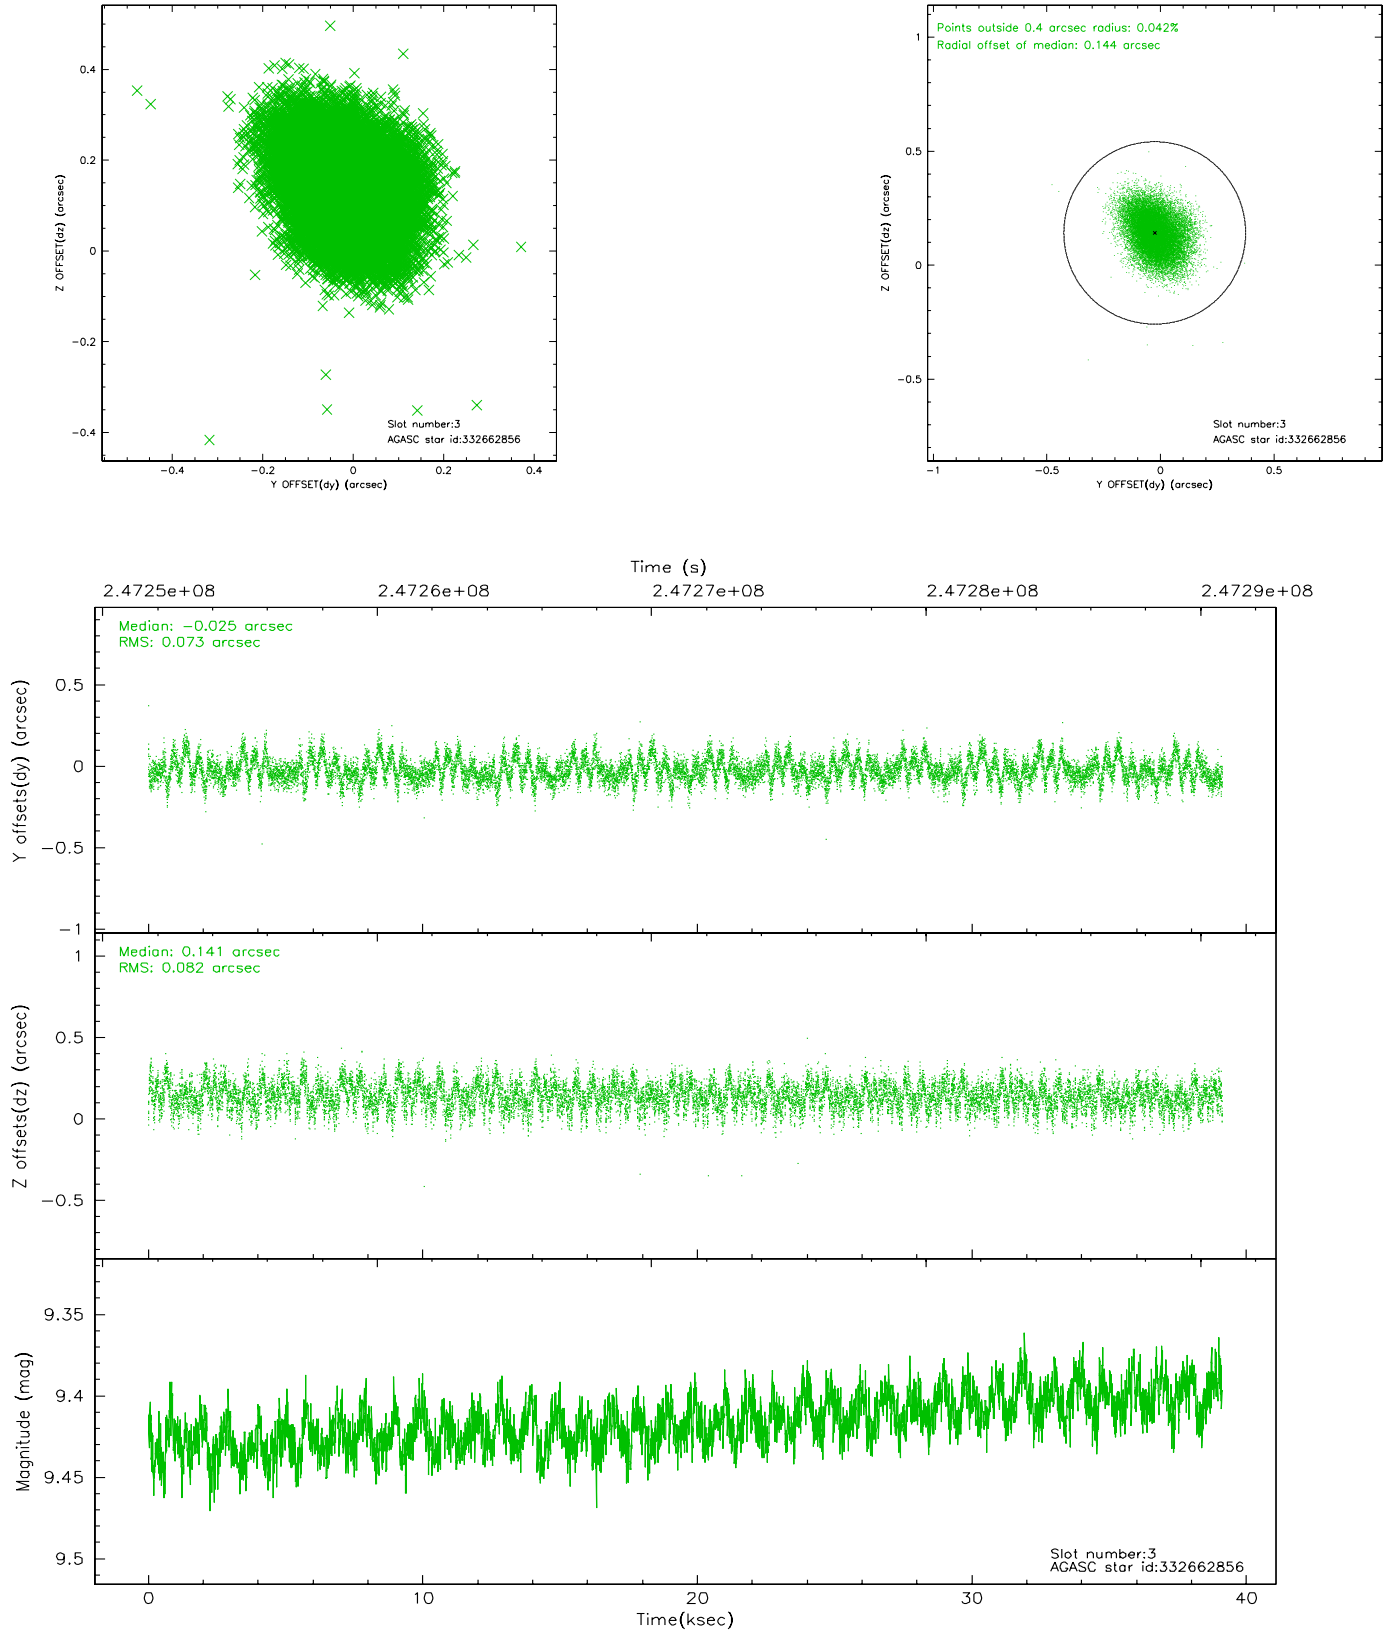 0.4
0.2
0
−0.2
−0.4
Z OFFSET(dz) (arcsec)
Slot number:3
AGASC star id:332662856
−0.4
−0.2
0
0.2
0.4
Y OFFSET(dy) (arcsec)
Points outside 0.4 arcsec radius: 0.042%
Radial offset of median: 0.144 arcsec
1
0.5
0
−0.5
Z OFFSET(dz) (arcsec)
Slot number:3
AGASC star id:332662856
−1
−0.5
0
0.5
Y OFFSET(dy) (arcsec)
Time (s)
2.4725e+08
2.4726e+08
2.4727e+08
2.4728e+08
2.4729e+08
Median: −0.025 arcsec
RMS: 0.073 arcsec
0.5
0
−0.5
−1
Y offsets(dy) (arcsec)
Median: 0.141 arcsec
RMS: 0.082 arcsec
1
0.5
0
−0.5
Z offsets(dz) (arcsec)
9.35
9.4
9.45
9.5
Magnitude (mag)
Slot number:3
AGASC star id:332662856
0
10
20
30
40
Time(ksec)